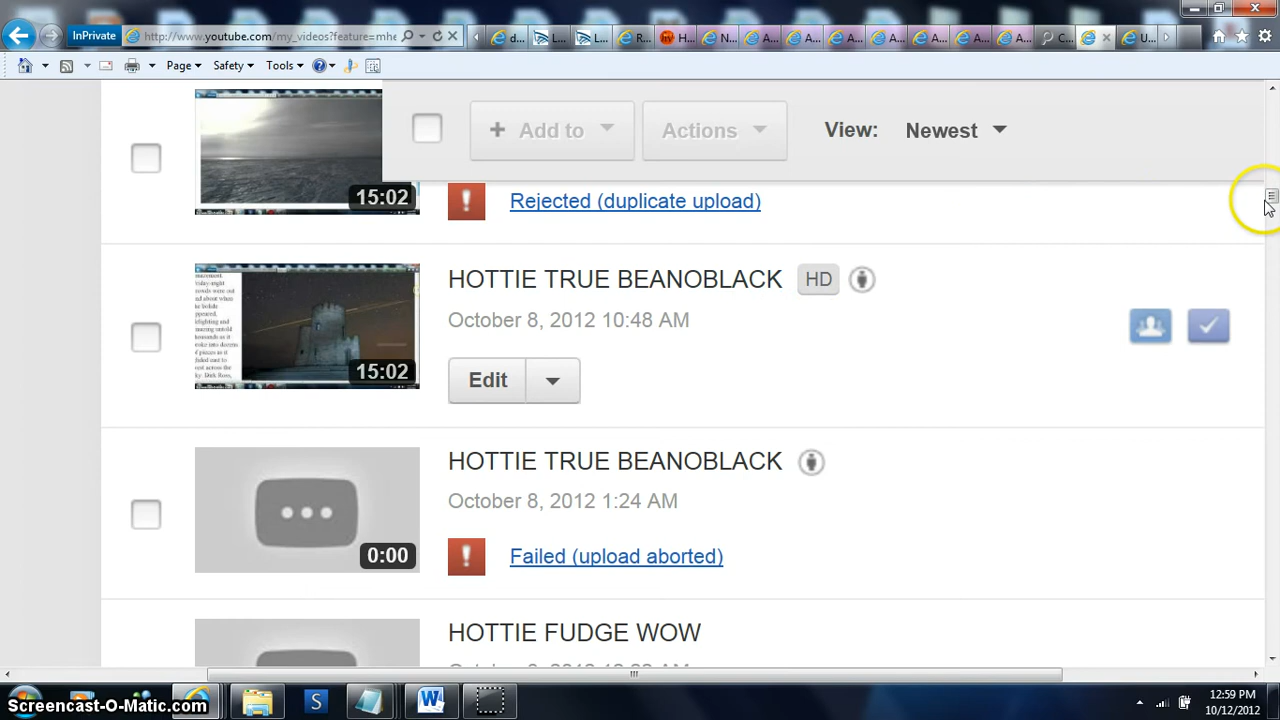 InPrivate
http://www.youtube.com/my_videos?feature=mhe
Page Safety Tools
Add to Actions View: Newest
15:02
Rejected (duplicate upload)
HOTTIE TRUE BEANOBLACK HD
October 8, 2012 10:48 AM
Edit
15:02
HOTTIE TRUE BEANOBLACK
October 8, 2012 1:24 AM
Failed (upload aborted)
0:00
HOTTIE FUDGE WOW
12:59 PM
10/12/2012
Screencast-O-Matic.com